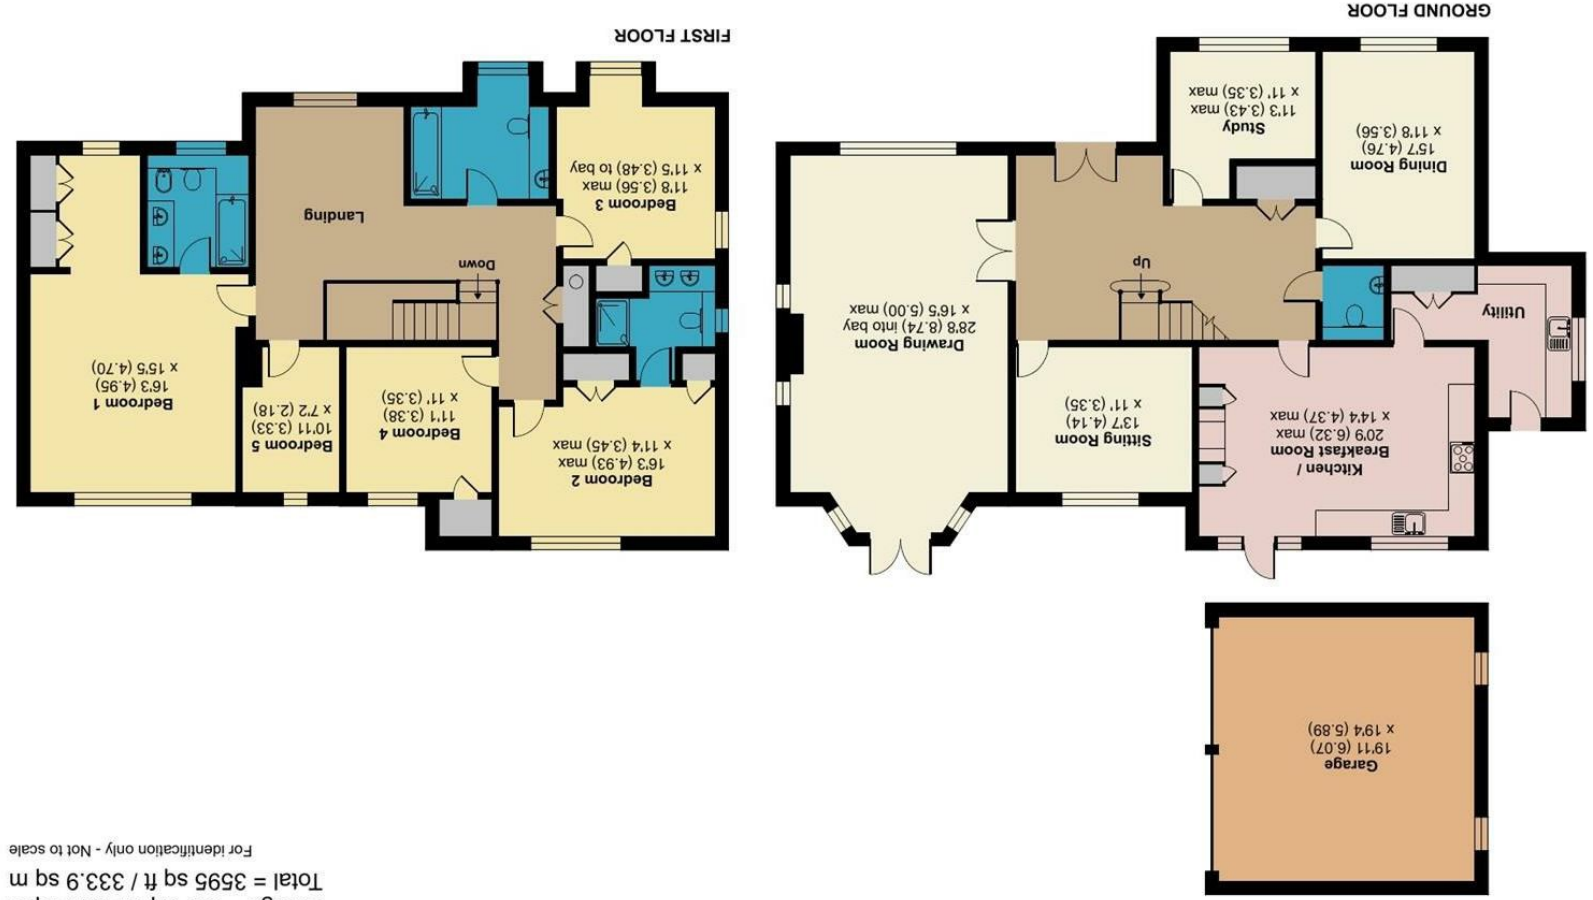 Total = 3595 sq ft / 333.9 sq m
For identification only - Not to scale
Garage
19'11 (6.07)
x 19'4 (5.89)
Kitchen /
Breakfast Room
20'9 (6.32) max
x 14'4 (4.37) max
Sitting Room
13'7 (4.14)
x 11' (3.35)
Drawing Room
28'8 (8.74) into bay
x 16'5 (5.00) max
Utility
Up
Dining Room
15'7 (4.76)
x 11'8 (3.56)
Study
11'3 (3.43) max
x 11' (3.35) max
GROUND FLOOR
Bedroom 2
16'3 (4.93) max
x 11'4 (3.45) max
Bedroom 4
11'1 (3.38)
x 11' (3.35)
Bedroom 5
10'11 (3.33)
x 7'2 (2.18)
Bedroom 1
16'3 (4.95)
x 15'5 (4.70)
Down
Landing
Bedroom 3
11'8 (3.56) max
x 11'5 (3.48) to bay
FIRST FLOOR